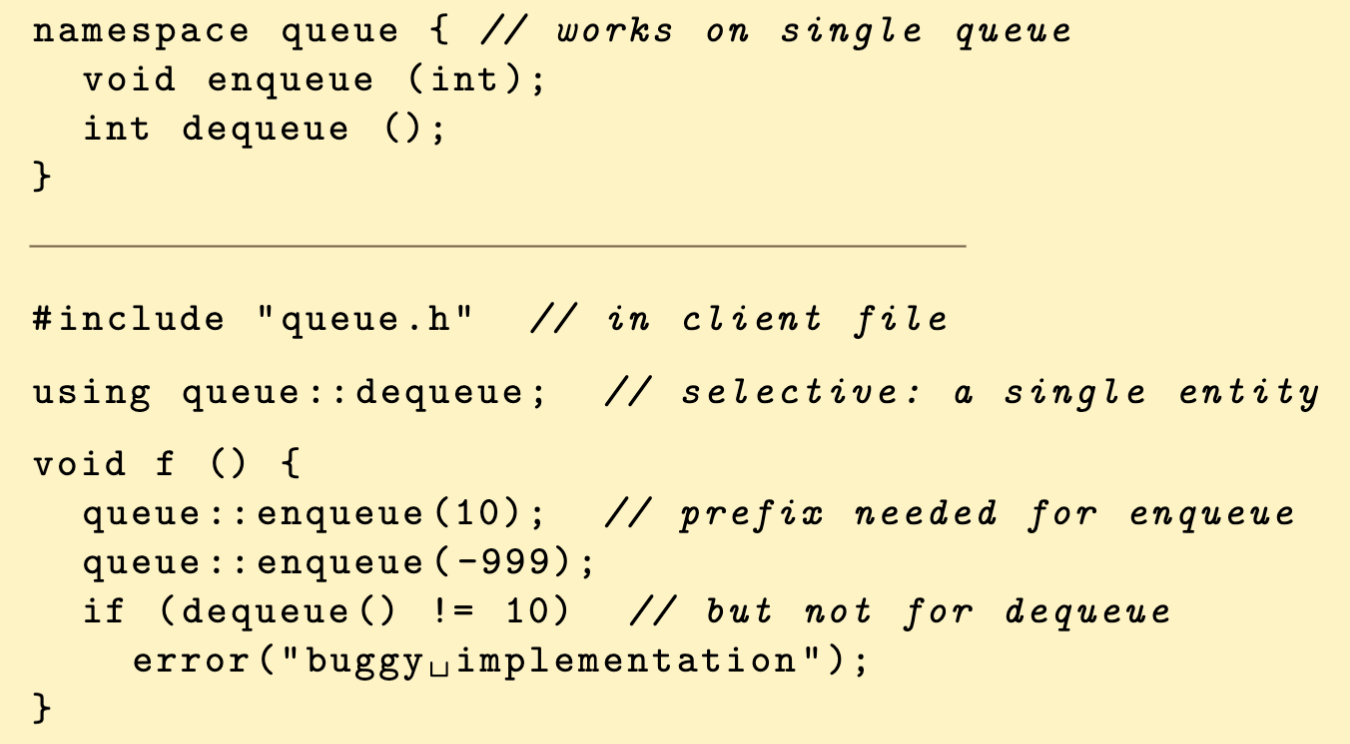 namespace queue { // works on single queue
void enqueue (int);
int dequeue ();
}
#include "queue.h" // in client file
using queue::dequeue; // selective: a single entity
void f () {
queue::enqueue(10); // prefix needed for enqueue
queue::enqueue(-999);
if (dequeue() != 10) // but not for dequeue
error("buggy␣implementation");
}